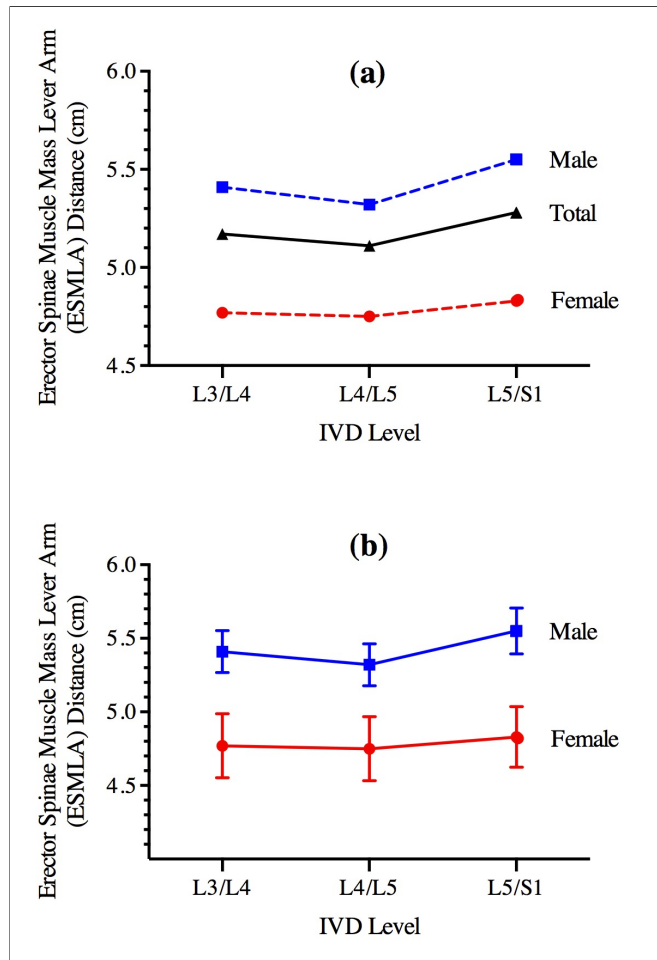 (a)
Erector Spinae Muscle Mass Lever Arm
(ESMLA) Distance (cm)
6.0
5.5
5.0
4.5
Male
Total
Female
L3/L4 L4/L5 L5/S1
IVD Level
(b)
Erector Spinae Muscle Mass Lever Arm
(ESMLA) Distance (cm)
6.0
5.5
5.0
4.5
Male
Female
L3/L4 L4/L5 L5/S1
IVD Level